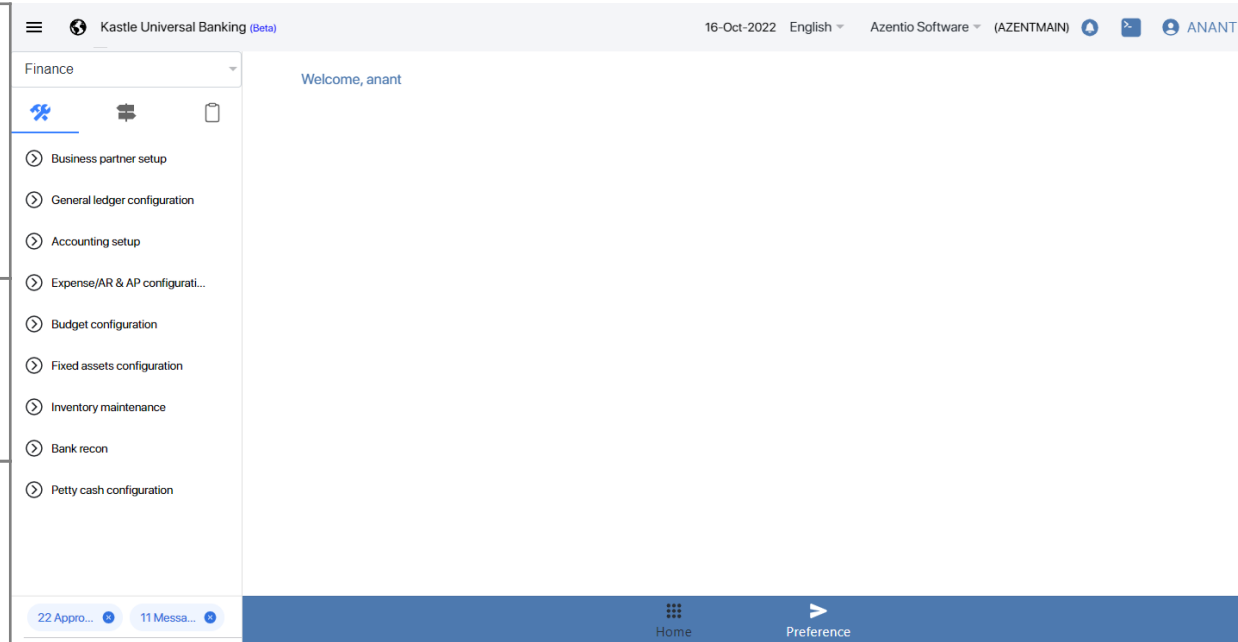 Kastle Universal Banking (Beta)
16-Oct-2022 English Azentio Software (AZENTMAIN) ANANT
Finance
Welcome, anant
Business partner setup
General ledger configuration
Accounting setup
Expense/AR & AP configurati...
Budget configuration
Fixed assets configuration
Inventory maintenance
Bank recon
Petty cash configuration
22 Appro... 11 Messa...
Home Preference